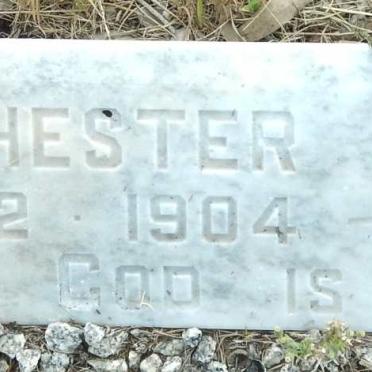 HESTER
2 · 1904 -
GOD IS